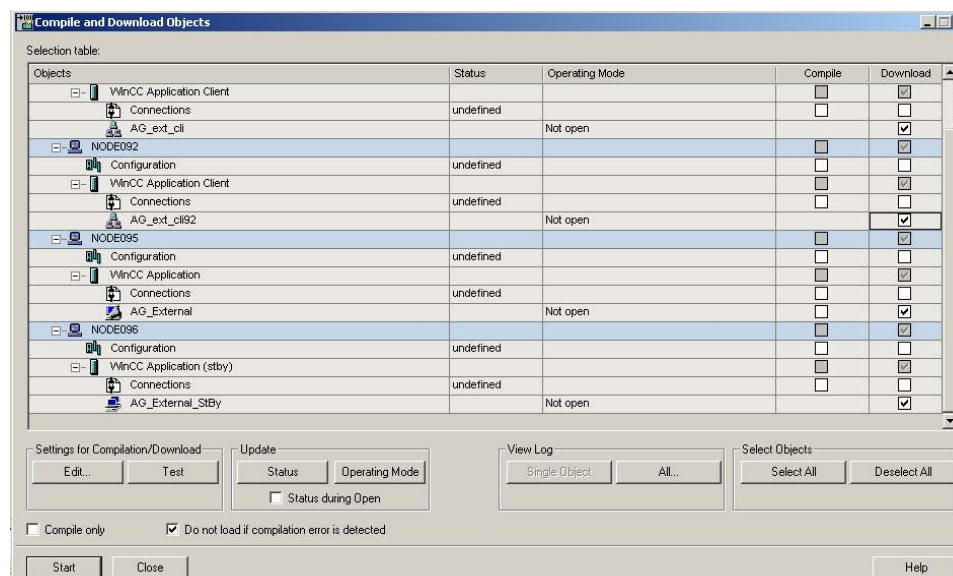 Compile and Download Objects
Selection table:
Objects Status Operating Mode Compile Download
WinCC Application Client
Connections undefined
AG_ext_cli Not open
NODE092
Configuration undefined
WinCC Application Client
Connections undefined
AG_ext_cli92 Not open
NODE095
Configuration undefined
WinCC Application
Connections undefined
AG_External Not open
NODE096
Configuration undefined
WinCC Application (stby)
Connections undefined
AG_External_StBy Not open
Settings for Compilation/Download Update View Log Select Objects
Edit... Test Status Operating Mode Single Object All... Select All Deselect All
Status during Open
Compile only Do not load if compilation error is detected
Start Close Help